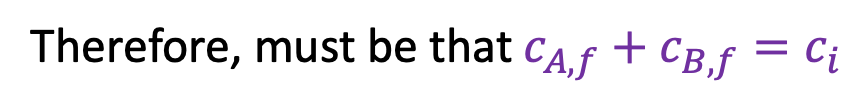 Therefore, must be that $c_{A,f} + c_{B,f} = c_i$